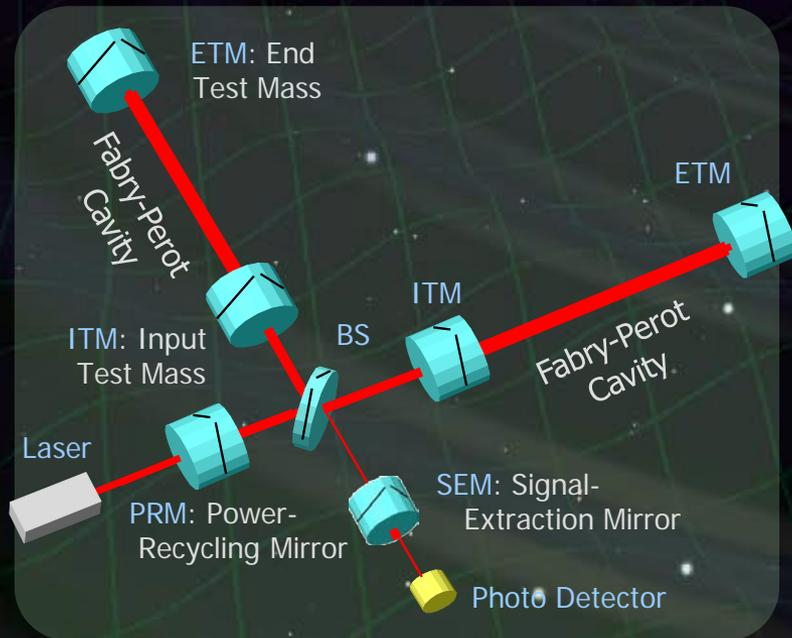 ETM: End
Test Mass
Fabry-Perot
Cavity
ETM
ITM
ITM: Input
Test Mass
BS
Fabry-Perot
Cavity
Laser
PRM: Power-
Recycling Mirror
SEM: Signal-
Extraction Mirror
Photo Detector